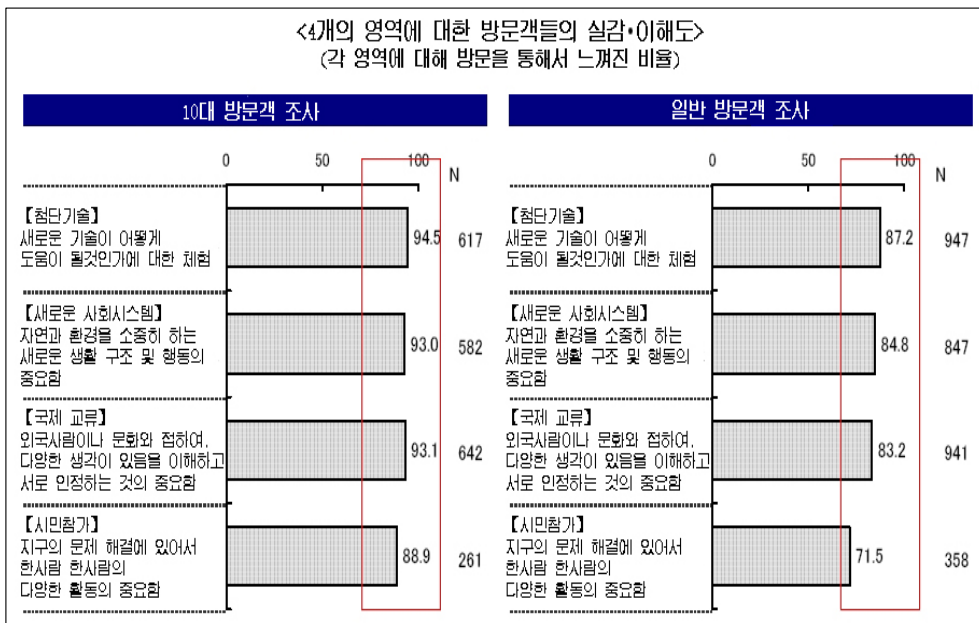 <4개의 영역에 대한 방문객들의 실감·이해도>
(각 영역에 대해 방문을 통해서 느껴진 비율)
10대 방문객 조사
0 50 100 N
【첨단기술】
새로운 기술이 어떻게
도움이 될것인가에 대한 체험
94.5 617
【새로운 사회시스템】
자연과 환경을 소중히 하는
새로운 생활 구조 및 행동의
중요함
93.0 582
【국제 교류】
외국사람이나 문화와 접하여,
다양한 생각이 있음을 이해하고
서로 인정하는 것의 중요함
93.1 642
【시민참가】
지구의 문제 해결에 있어서
한사람 한사람의
다양한 활동의 중요함
88.9 261
일반 방문객 조사
0 50 100 N
【첨단기술】
새로운 기술이 어떻게
도움이 될것인가에 대한 체험
87.2 947
【새로운 사회시스템】
자연과 환경을 소중히 하는
새로운 생활 구조 및 행동의
중요함
84.8 847
【국제 교류】
외국사람이나 문화와 접하여,
다양한 생각이 있음을 이해하고
서로 인정하는 것의 중요함
83.2 941
【시민참가】
지구의 문제 해결에 있어서
한사람 한사람의
다양한 활동의 중요함
71.5 358